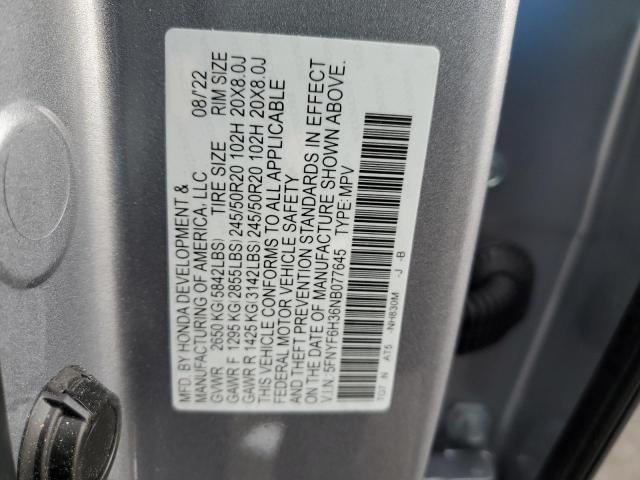 MFD. BY HONDA DEVELOPMENT & 08/22
MANUFACTURING OF AMERICA, LLC
GVWR 2650 KG(5842LBS) TIRE SIZE RIM SIZE
GAWR F 1295 KG(2855LBS) 245/50R20 102H 20X8.0J
GAWR R 1425 KG(3142LBS) 245/50R20 102H 20X8.0J
THIS VEHICLE CONFORMS TO ALL APPLICABLE
FEDERAL MOTOR VEHICLE SAFETY
AND THEFT PREVENTION STANDARDS IN EFFECT
ON THE DATE OF MANUFACTURE SHOWN ABOVE.
V.I.N. 5FNYF6H36NB077645 TYPE: MPV
TG7 N AT5 -NH830M -J -B